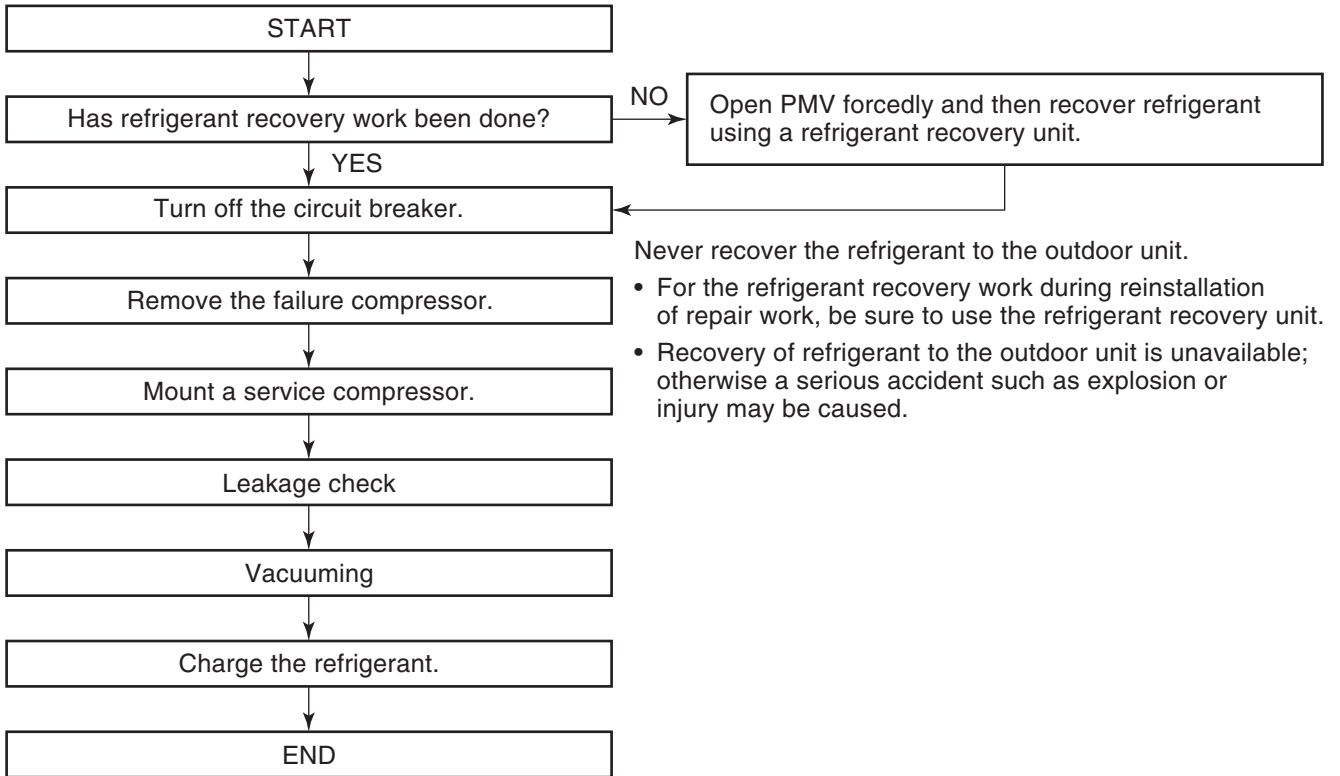 START
Has refrigerant recovery work been done?
NO
Open PMV forcedly and then recover refrigerant
using a refrigerant recovery unit.
YES
Turn off the circuit breaker.
Never recover the refrigerant to the outdoor unit.
• For the refrigerant recovery work during reinstallation
of repair work, be sure to use the refrigerant recovery unit.
• Recovery of refrigerant to the outdoor unit is unavailable;
otherwise a serious accident such as explosion or
injury may be caused.
Remove the failure compressor.
Mount a service compressor.
Leakage check
Vacuuming
Charge the refrigerant.
END